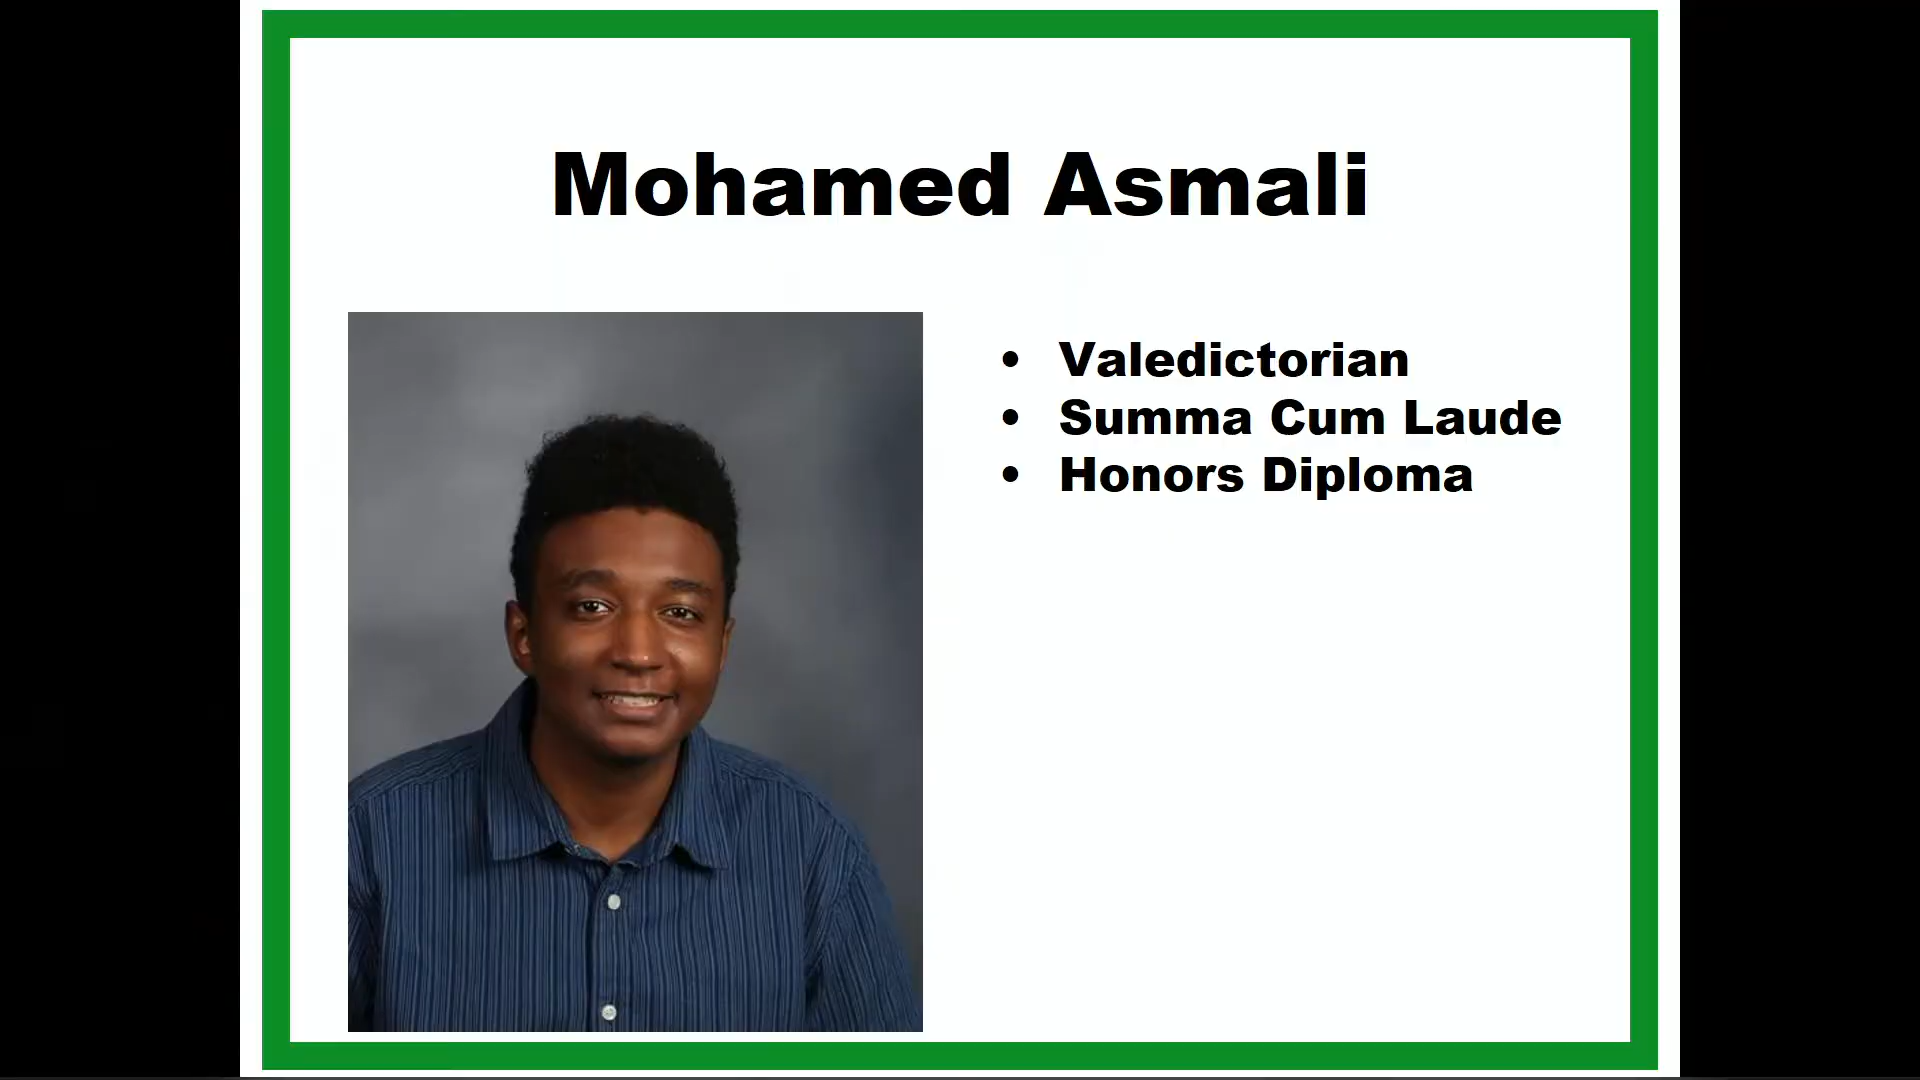 Mohamed Asmali
• Valedictorian
• Summa Cum Laude
• Honors Diploma